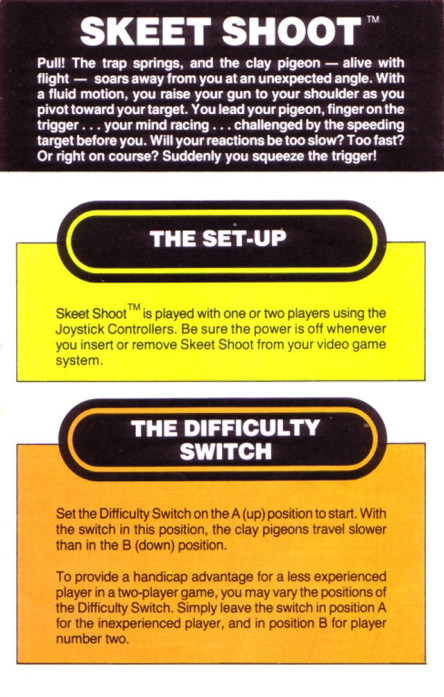 SKEET SHOOT™
Pull! The trap springs, and the clay pigeon — alive with
flight — soars away from you at an unexpected angle. With
a fluid motion, you raise your gun to your shoulder as you
pivot toward your target. You lead your pigeon, finger on the
trigger . . . your mind racing . . . challenged by the speeding
target before you. Will your reactions be too slow? Too fast?
Or right on course? Suddenly you squeeze the trigger!
THE SET-UP
Skeet Shoot™ is played with one or two players using the
Joystick Controllers. Be sure the power is off whenever
you insert or remove Skeet Shoot from your video game
system.
THE DIFFICULTY
SWITCH
Set the Difficulty Switch on the A (up) position to start. With
the switch in this position, the clay pigeons travel slower
than in the B (down) position.
To provide a handicap advantage for a less experienced
player in a two-player game, you may vary the positions of
the Difficulty Switch. Simply leave the switch in position A
for the inexperienced player, and in position B for player
number two.